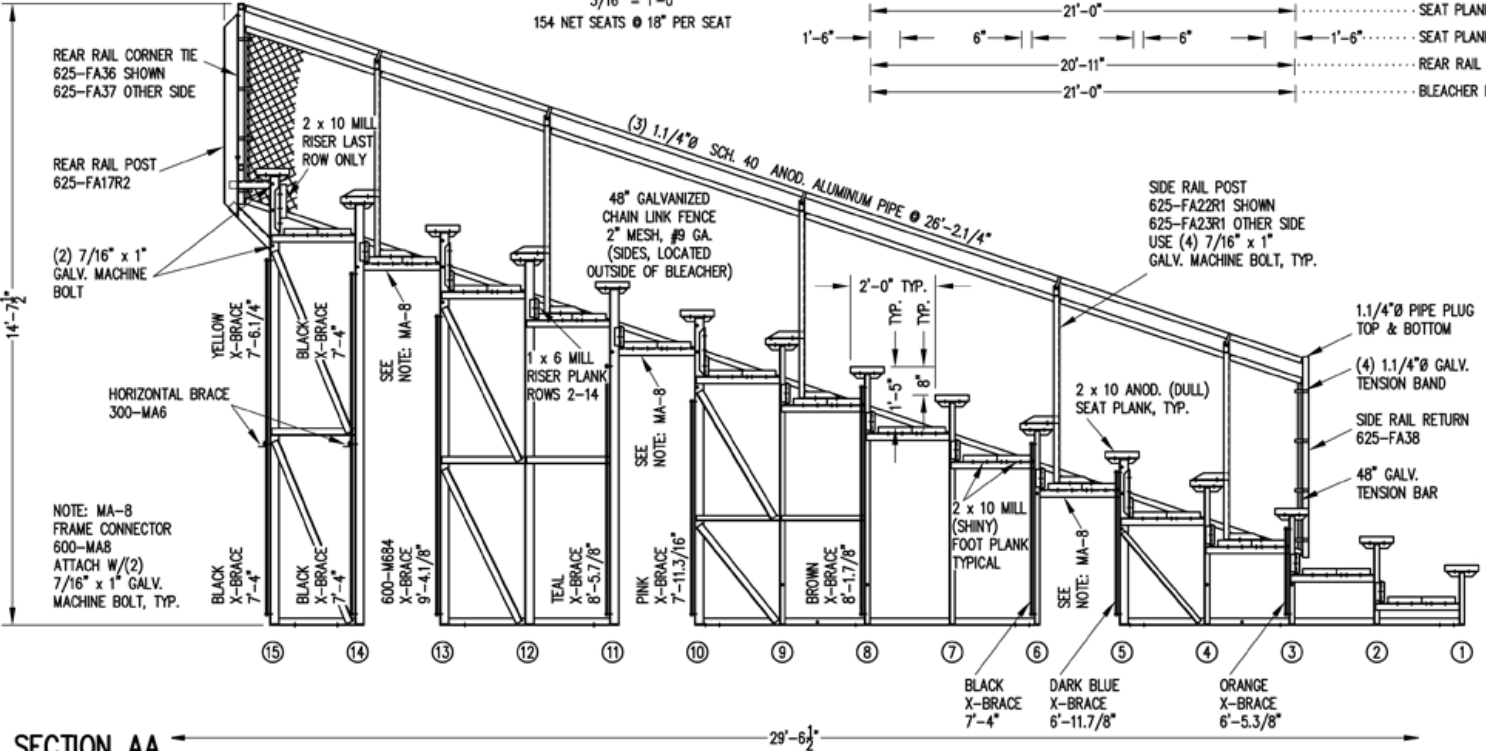 3/16" = 1'-0"
154 NET SEATS @ 18" PER SEAT
21'-0"
SEAT PLANK
1'-6"
6"
6"
1'-6"
SEAT PLANK
20'-11"
REAR RAIL
21'-0"
BLEACHER
REAR RAIL CORNER TIE
625-FA36 SHOWN
625-FA37 OTHER SIDE
2 x 10 MILL
RISER LAST
ROW ONLY
REAR RAIL POST
625-FA17R2
(2) 7/16" x 1"
GALV. MACHINE
BOLT
14'-7 1/2"
(3) 1.1/4"Ø SCH. 40 ANOD. ALUMINUM PIPE @ 26'-2.1/4"
48" GALVANIZED
CHAIN LINK FENCE
2" MESH, #9 GA.
(SIDES, LOCATED
OUTSIDE OF BLEACHER)
SIDE RAIL POST
625-FA22R1 SHOWN
625-FA23R1 OTHER SIDE
USE (4) 7/16" x 1"
GALV. MACHINE BOLT, TYP.
2'-0" TYP.
TYP.
TYP.
1'-5"
8"
1.1/4"Ø PIPE PLUG
TOP & BOTTOM
(4) 1.1/4"Ø GALV.
TENSION BAND
SIDE RAIL RETURN
625-FA38
48" GALV.
TENSION BAR
YELLOW
X-BRACE
7'-6.1/4"
BLACK
X-BRACE
7'-4"
SEE
NOTE: MA-8
1 x 6 MILL
RISER PLANK
ROWS 2-14
SEE
NOTE: MA-8
2 x 10 ANOD. (DULL)
SEAT PLANK, TYP.
HORIZONTAL BRACE
300-MA6
2 x 10 MILL
(SHINY)
FOOT PLANK
TYPICAL
NOTE: MA-8
FRAME CONNECTOR
600-MA8
ATTACH W/(2)
7/16" x 1" GALV.
MACHINE BOLT, TYP.
BLACK
X-BRACE
7'-4"
BLACK
X-BRACE
7'-4"
600-M684
X-BRACE
9'-4.1/8"
TEAL
X-BRACE
8'-5.7/8"
PINK
X-BRACE
7'-11.3/16"
BROWN
X-BRACE
8'-1.7/8"
SEE
NOTE: MA-8
15 14 13 12 11 10 9 8 7 6 5 4 3 2 1
BLACK
X-BRACE
7'-4"
DARK BLUE
X-BRACE
6'-11.7/8"
ORANGE
X-BRACE
6'-5.3/8"
SECTION AA
29'-6 1/2"